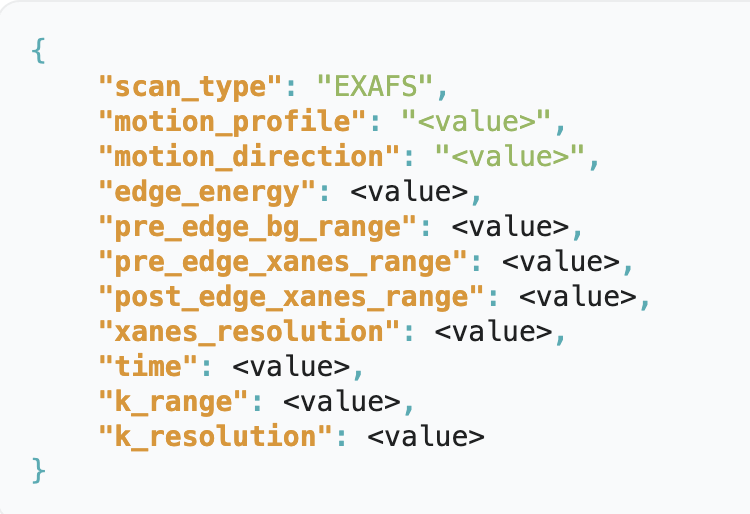 {
"scan_type": "EXAFS",
"motion_profile": "<value>",
"motion_direction": "<value>",
"edge_energy": <value>,
"pre_edge_bg_range": <value>,
"pre_edge_xanes_range": <value>,
"post_edge_xanes_range": <value>,
"xanes_resolution": <value>,
"time": <value>,
"k_range": <value>,
"k_resolution": <value>
}